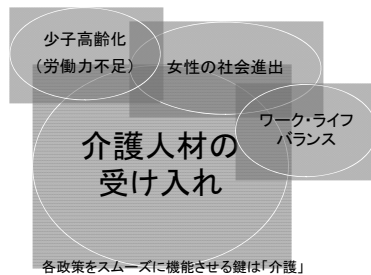 少子高齢化
（労働力不足）
女性の社会進出
ワーク・ライフ
バランス
介護人材の
受け入れ
各政策をスムーズに機能させる鍵は「介護」